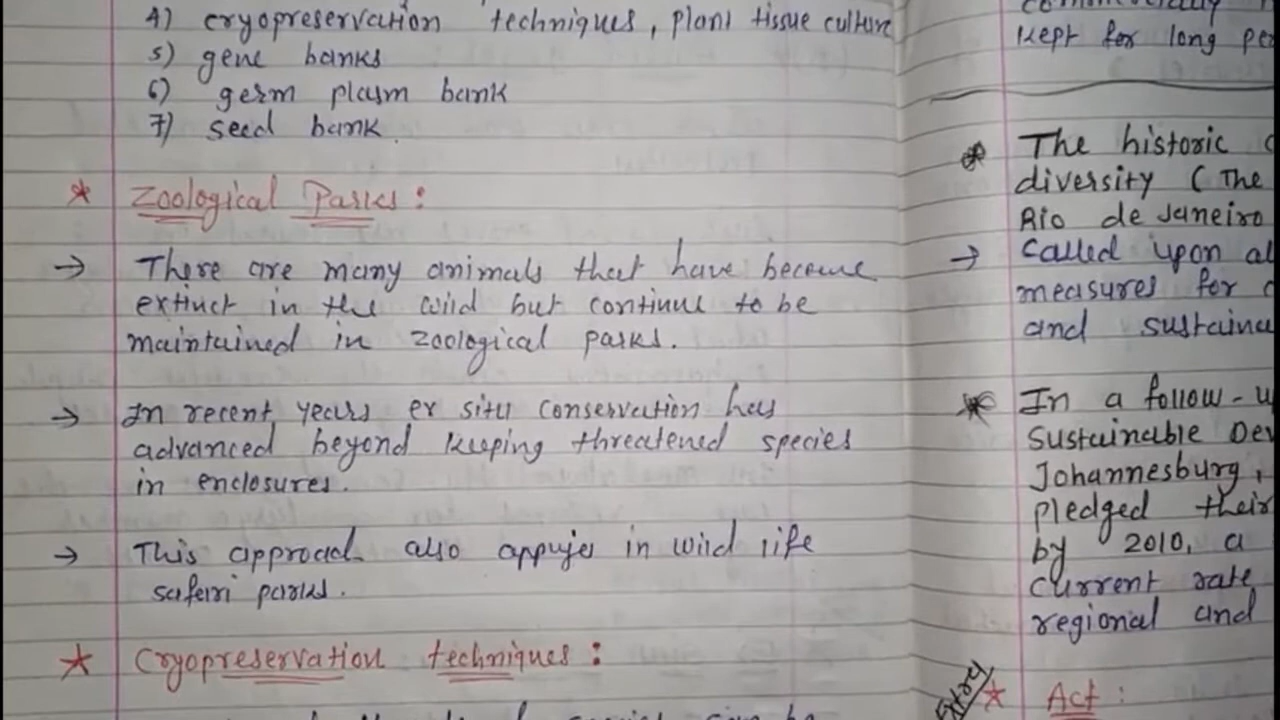 4) cryopreservation techniques, plant tissue culture
5) gene banks
6) germ plasm bank
7) seed bank.
* Zoological Parks:
→ There are many animals that have become
extinct in the wild but continue to be
maintained in zoological parks.
→ In recent years ex situ conservation has
advanced beyond keeping threatened species
in enclosures.
→ This approach also applies in wild life
safari parks.
* Cryopreservation techniques:
can be
kept for long
* The historic
diversity (The
Rio de Janeiro
→ Called upon
measures for
and
* In a follow-
Sustainable
Johannesburg,
pledged their
by 2010, a
current rate
regional and
Extra
* Act: